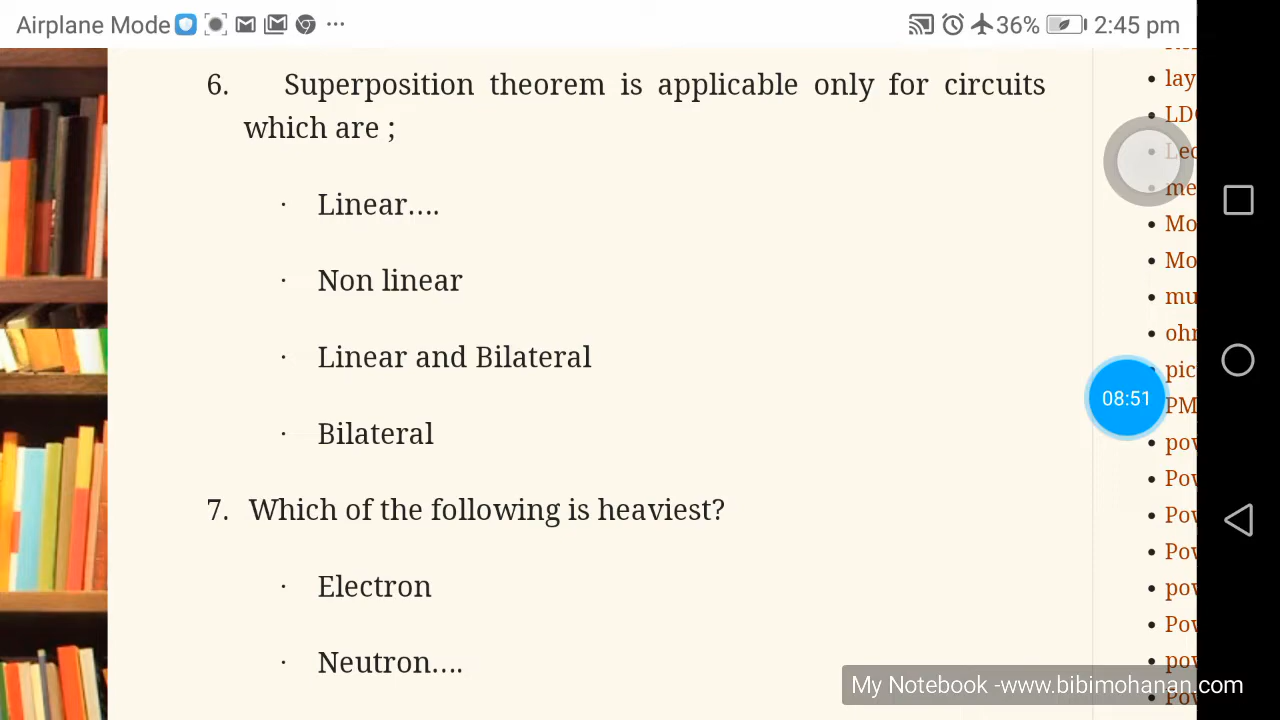 Airplane Mode ... 36% 2:45 pm
6. Superposition theorem is applicable only for circuits
which are ;
· Linear....
· Non linear
· Linear and Bilateral
· Bilateral
7. Which of the following is heaviest?
· Electron
· Neutron....
• lay
• LD
• me
• Mo
• Mo
• mu
• ohr
08:51
pic
PM
• pov
• Pov
• Pov
• Pov
• pov
• Pov
• pov
• Pov
My Notebook -www.bibimohanan.com